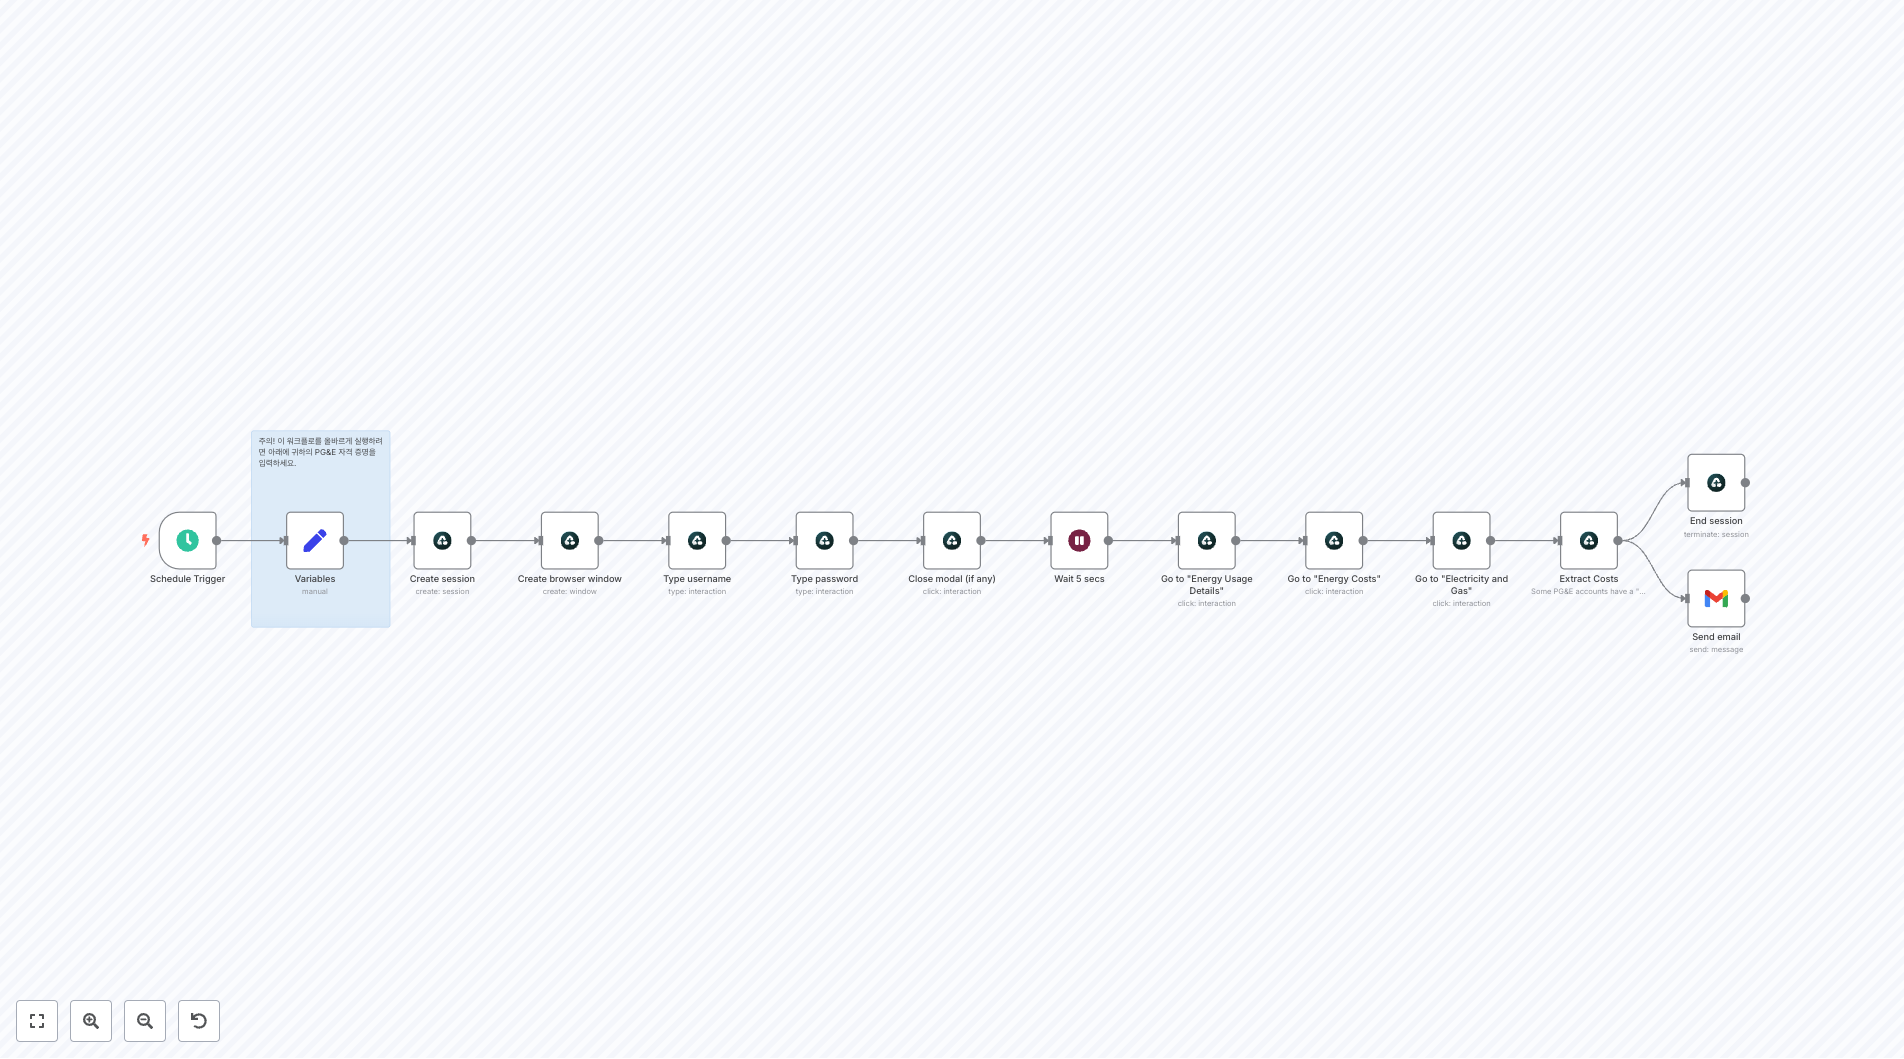 주의! 이 워크플로를 올바르게 실행하려
면 아래에 귀하의 PG&E 자격 증명을
입력하세요.
Schedule Trigger
Variables
manual
Create session
create: session
Create browser window
create: window
Type username
type: interaction
Type password
type: interaction
Close modal (if any)
click: interaction
Wait 5 secs
Go to "Energy Usage
Details"
click: interaction
Go to "Energy Costs"
click: interaction
Go to "Electricity and
Gas"
click: interaction
Extract Costs
Some PG&E accounts have a "...
End session
terminate: session
Send email
send: message